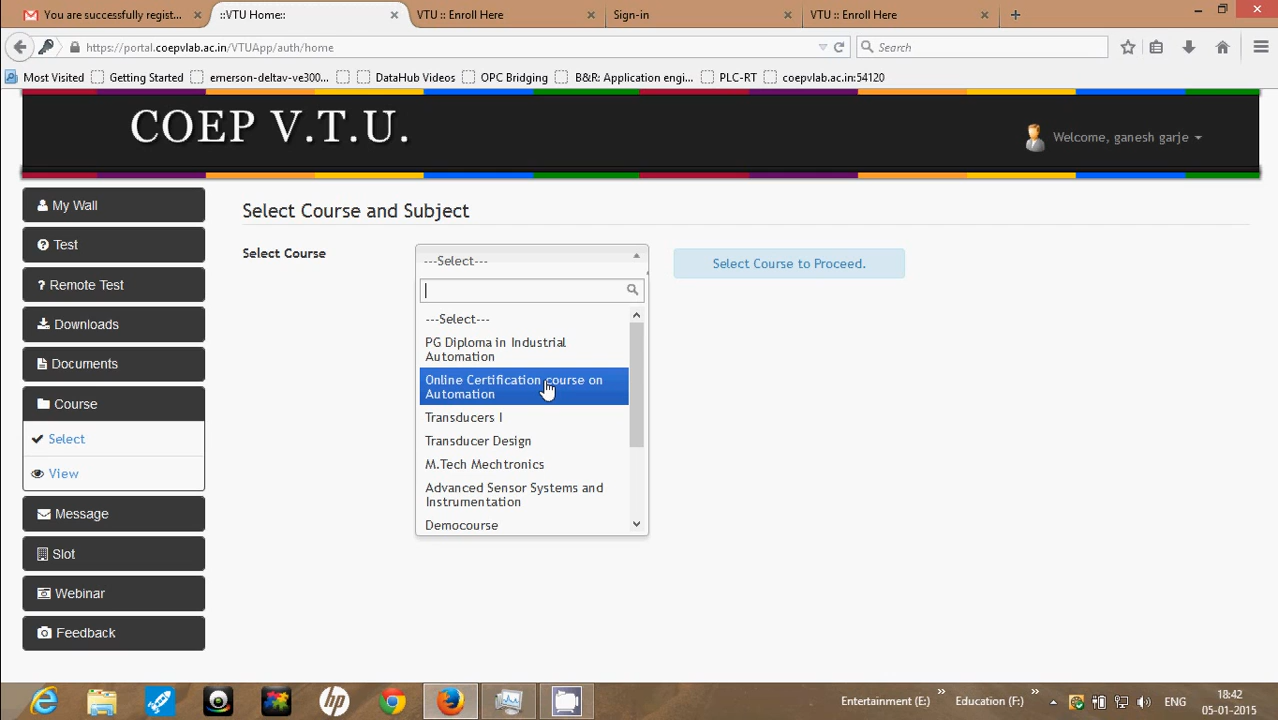 You are successfully regist...
::VTU Home::
VTU :: Enroll Here
Sign-in
VTU :: Enroll Here
https://portal.coepvlab.ac.in/VTUApp/auth/home
Search
Most Visited
Getting Started
emerson-deltav-ve300...
DataHub Videos
OPC Bridging
B&R: Application engi...
PLC-RT
coepvlab.ac.in:54120
COEP V.T.U.
Welcome, ganesh garje
My Wall
Test
Remote Test
Downloads
Documents
Course
Select
View
Message
Slot
Webinar
Feedback
Select Course and Subject
Select Course
---Select---
Select Course to Proceed.
---Select---
PG Diploma in Industrial
Automation
Online Certification course on
Automation
Transducers I
Transducer Design
M.Tech Mechtronics
Advanced Sensor Systems and
Instrumentation
Democourse
Entertainment (E:)
Education (F:)
ENG
18:42
05-01-2015